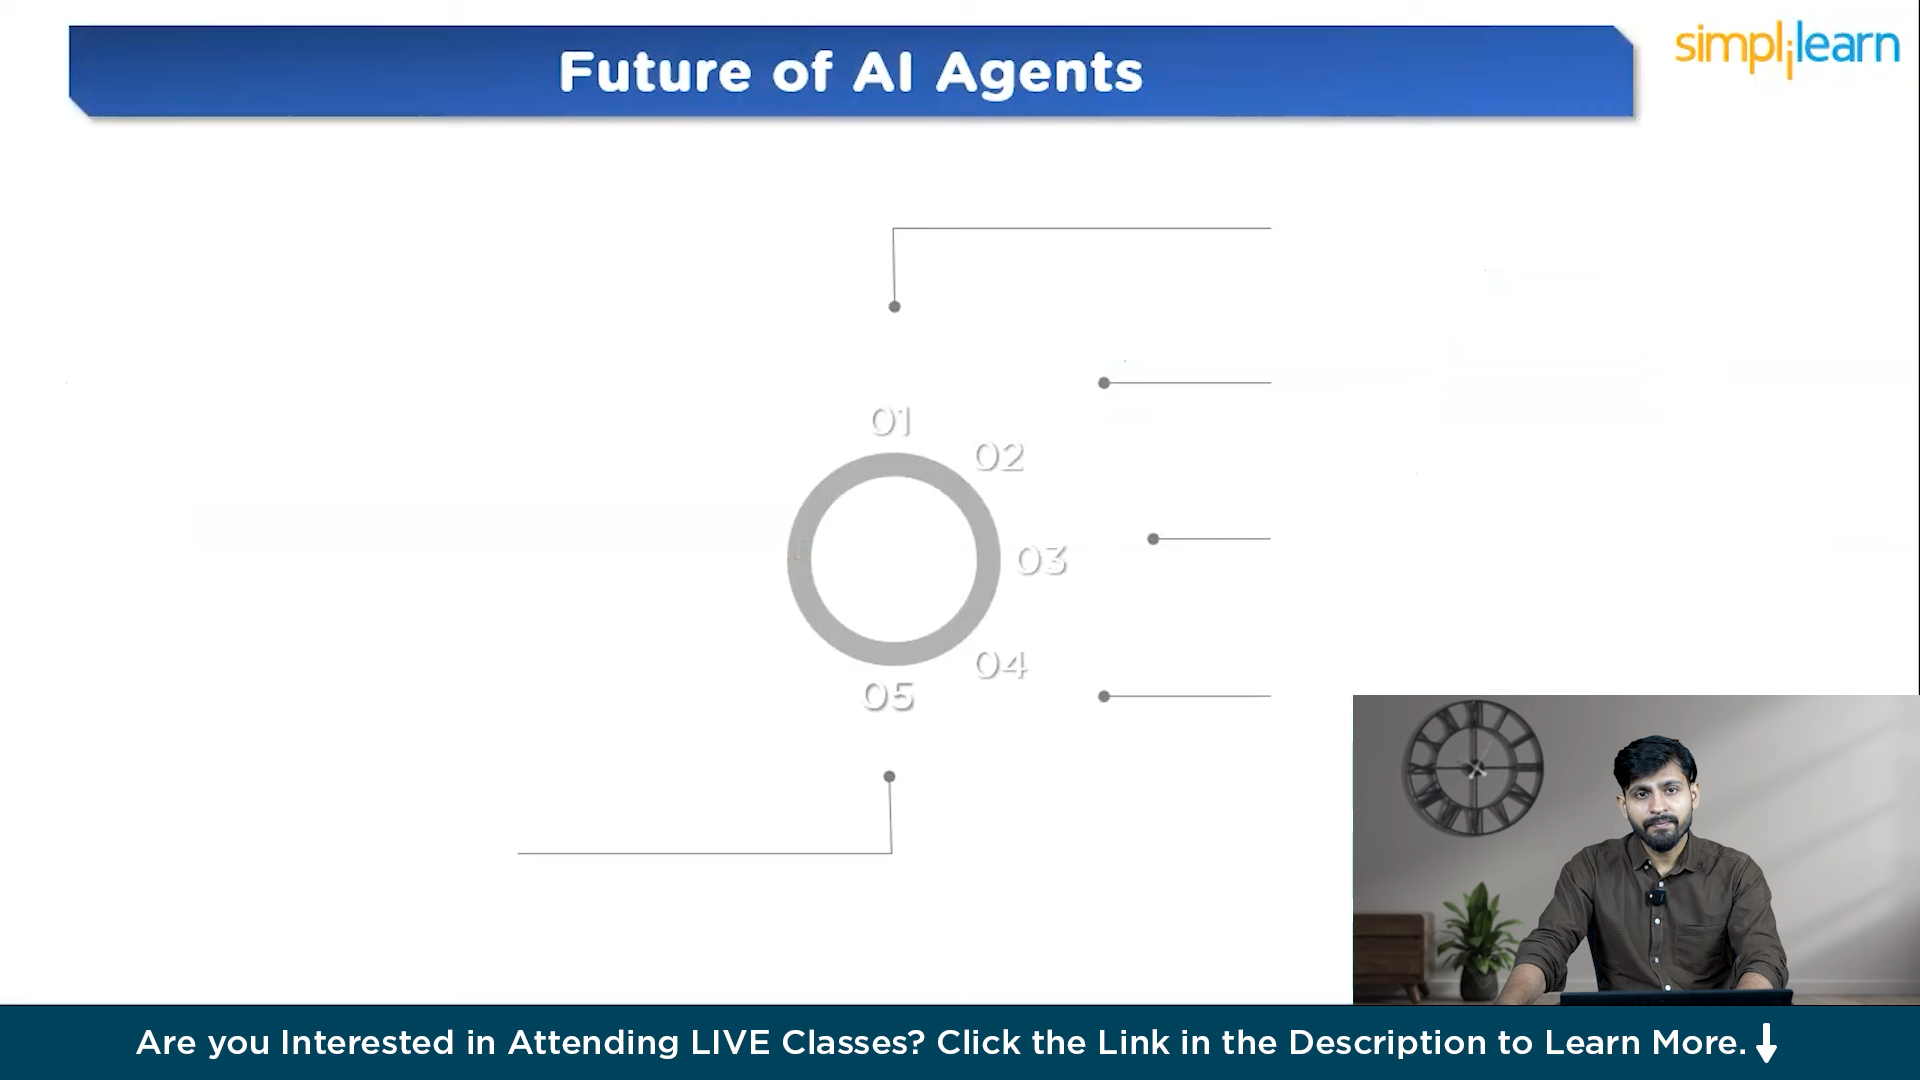 Future of AI Agents
simplilearn
01
02
03
04
05
Are you Interested in Attending LIVE Classes? Click the Link in the Description to Learn More.